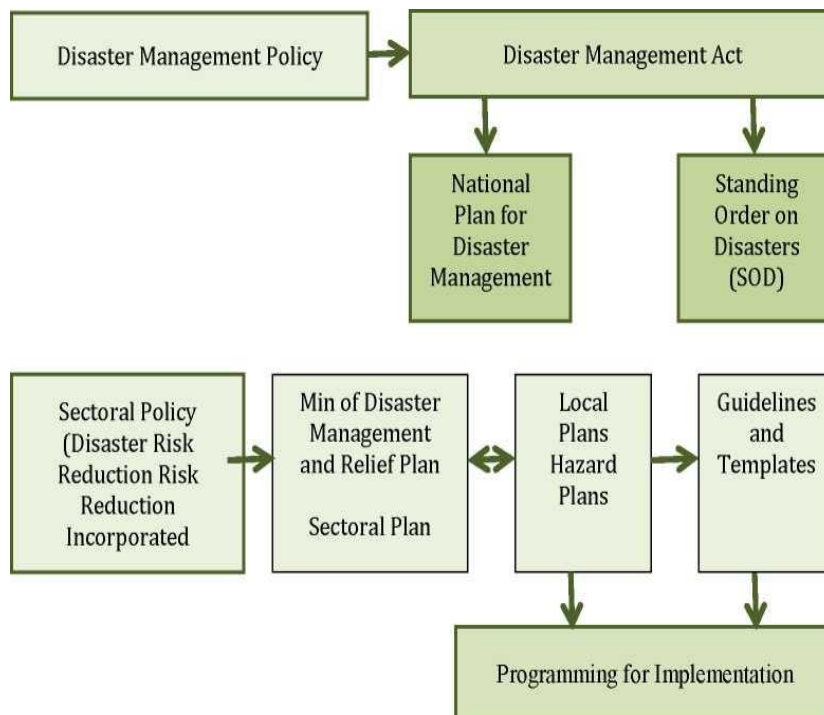 Disaster Management Policy
Disaster Management Act
National
Plan for
Disaster
Management
Standing
Order on
Disasters
(SOD)
Sectoral Policy
(Disaster Risk
Reduction Risk
Reduction
Incorporated
Min of Disaster
Management
and Relief Plan
Sectoral Plan
Local
Plans
Hazard
Plans
Guidelines
and
Templates
Programming for Implementation